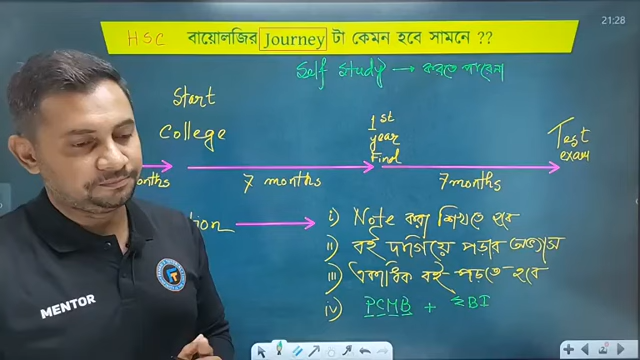 21:28
HSC বায়োলজির Journey টা কেমন হবে সামনে ??
Self Study → করতে পারেনা
Start
College
1st
year
Final
Test
exam
onths
7 months
7 months
tion
i) Note করা শিখতে হবে
ii) বই দাগিয়ে পড়ার অভ্যাস
iii) একাধিক বই পড়তে হবে
iv) PCMB + EBI
MENTOR